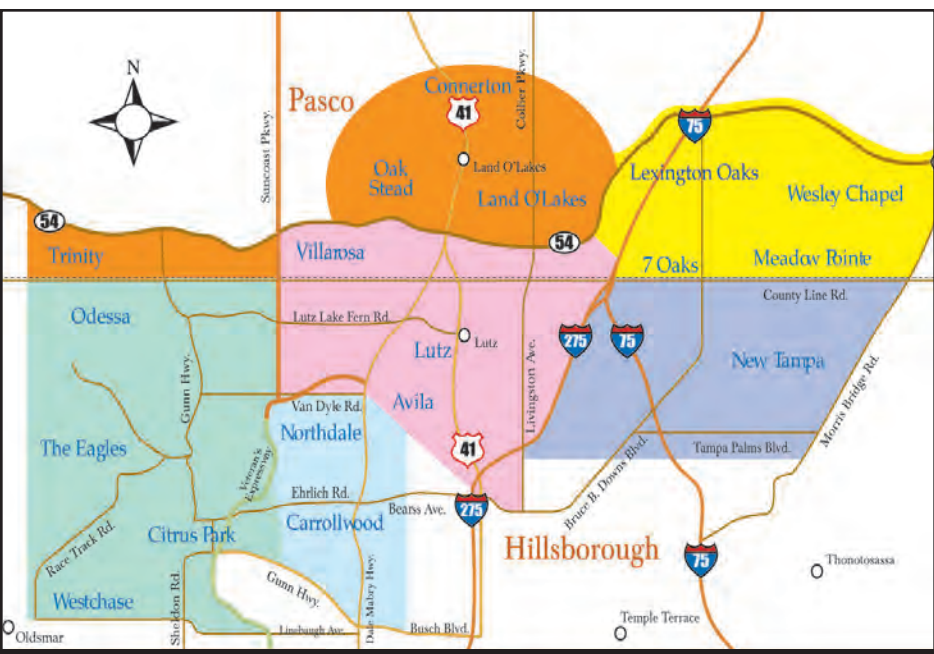 N
Pasco
Connerton
41
Collier Pkwy.
Suncoast Pkwy.
75
Land O'Lakes
Oak
Stead
Land O'Lakes
Lexington Oaks
Wesley Chapel
54
54
Trinity
Villarosa
7 Oaks
Meadow Pointe
County Line Rd.
Odessa
Lutz Lake Fern Rd.
Lutz
Lutz
275
75
Livingston Ave.
New Tampa
Gunn Hwy.
Morris Bridge Rd.
Van Dyle Rd.
Avila
Northdale
The Eagles
41
Tampa Palms Blvd.
Veteran's
Expressway
Bruce B. Downs Blvd.
Ehrlich Rd.
Bearss Ave.
275
Carrollwood
Citrus Park
Race Track Rd.
Hillsborough
75
Thonotosassa
Gunn Hwy.
Sheldon Rd.
Dale Mabry Hwy.
Westchase
Linebaugh Ave.
Busch Blvd.
Temple Terrace
Oldsmar